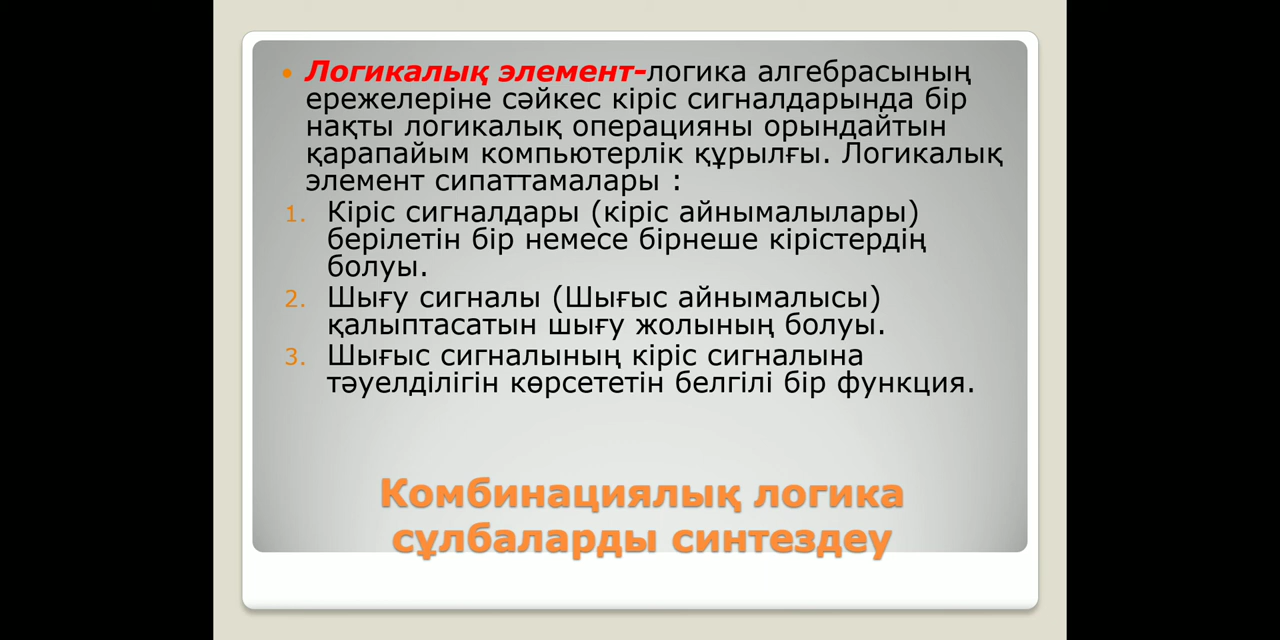 • Логикалық элемент-логика алгебрасының
ережелеріне сәйкес кіріс сигналдарында бір
нақты логикалық операцияны орындайтын
қарапайым компьютерлік құрылғы. Логикалық
элемент сипаттамалары :
1. Кіріс сигналдары (кіріс айнымалылары)
берілетін бір немесе бірнеше кірістердің
болуы.
2. Шығу сигналы (Шығыс айнымалысы)
қалыптасатын шығу жолының болуы.
3. Шығыс сигналының кіріс сигналына
тәуелділігін көрсететін белгілі бір функция.
Комбинациялық логика
сұлбаларды синтездеу